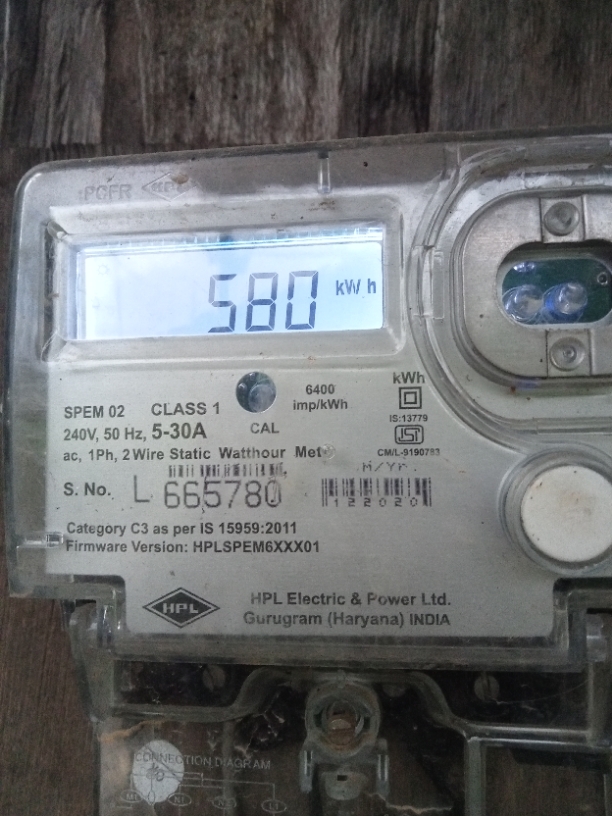 HPL
580 kWh
6400
imp/kWh
kWh
SPEM 02 CLASS 1
CAL
IS:13779
240V, 50 Hz, 5-30A
CM/L-9190783
ac, 1Ph, 2 Wire Static Watthour Met
M/Yr.
S. No. L 665780
122020
Category C3 as per IS 15959:2011
Firmware Version: HPLSPEM6XXX01
HPL
HPL Electric & Power Ltd.
Gurugram (Haryana) INDIA
CONNECTION DIAGRAM